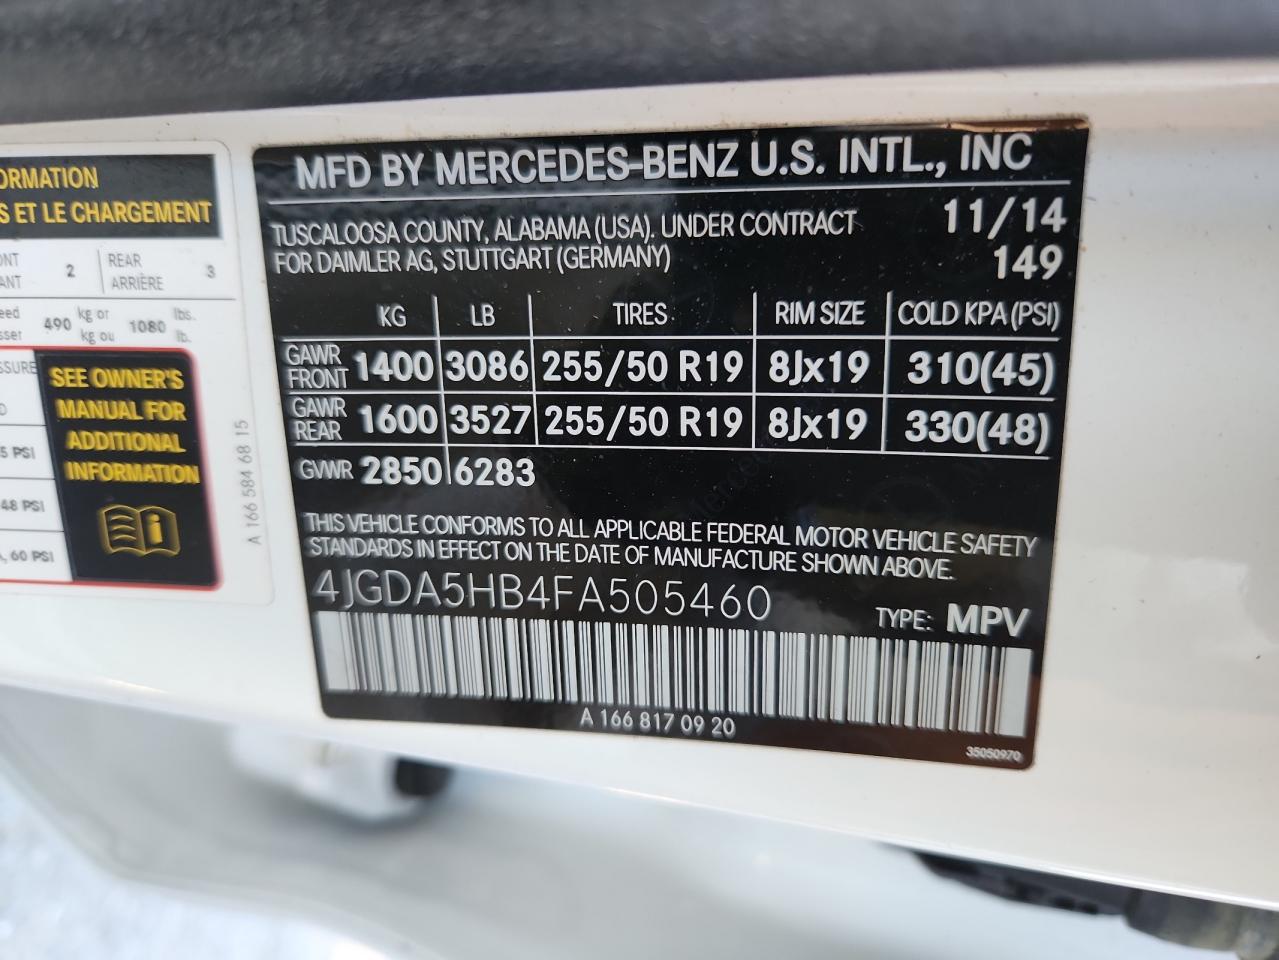 ORMATION
S ET LE CHARGEMENT
2 REAR 3
ARRIÈRE
490 kg or 1080 lbs.
kg ou lb.
SEE OWNER'S
MANUAL FOR
ADDITIONAL
INFORMATION
5 PSI
48 PSI
60 PSI
A 166 584 68 15
MFD BY MERCEDES-BENZ U.S. INTL., INC
TUSCALOOSA COUNTY, ALABAMA (USA). UNDER CONTRACT 11/14
FOR DAIMLER AG, STUTTGART (GERMANY) 149
KG LB TIRES RIM SIZE COLD KPA (PSI)
GAWR FRONT 1400 3086 255/50 R19 8Jx19 310(45)
GAWR REAR 1600 3527 255/50 R19 8Jx19 330(48)
GVWR 2850 6283
THIS VEHICLE CONFORMS TO ALL APPLICABLE FEDERAL MOTOR VEHICLE SAFETY
STANDARDS IN EFFECT ON THE DATE OF MANUFACTURE SHOWN ABOVE.
4JGDA5HB4FA505460
TYPE: MPV
A 166 817 09 20
35050970